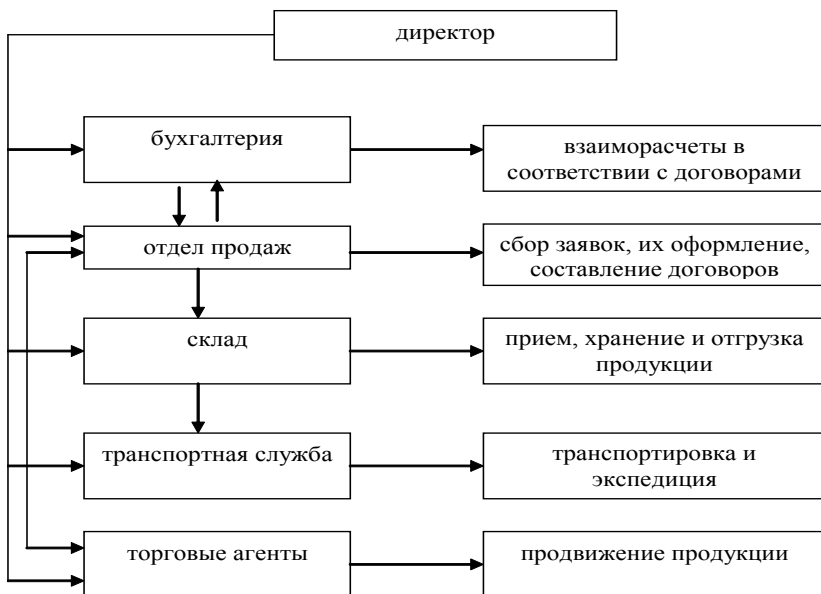 директор
бухгалтерия
взаиморасчеты в
соответствии с договорами
отдел продаж
сбор заявок, их оформление,
составление договоров
склад
прием, хранение и отгрузка
продукции
транспортная служба
транспортировка и
экспедиция
торговые агенты
продвижение продукции